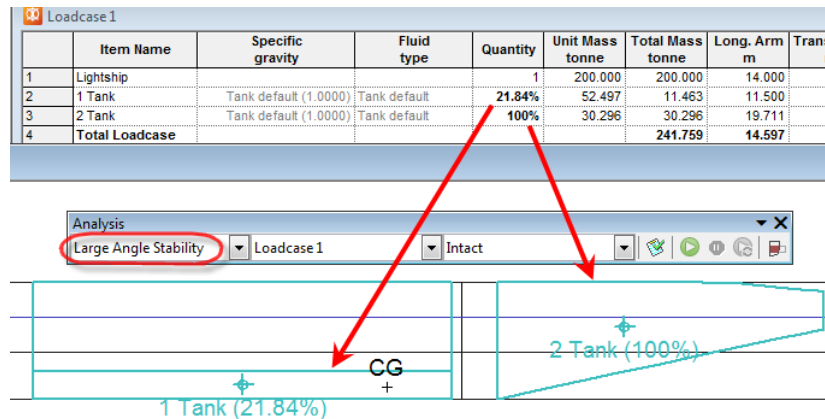 Loadcase 1
Item Name Specific gravity Fluid type Quantity Unit Mass tonne Total Mass tonne Long. Arm m Trans
1 Lightship 1 200.000 200.000 14.000
2 1 Tank Tank default (1.0000) Tank default 21.84% 52.497 11.463 11.500
3 2 Tank Tank default (1.0000) Tank default 100% 30.296 30.296 19.711
4 Total Loadcase 241.759 14.597
Analysis
Large Angle Stability Loadcase 1 Intact
2 Tank (100%)
CG
1 Tank (21.84%)